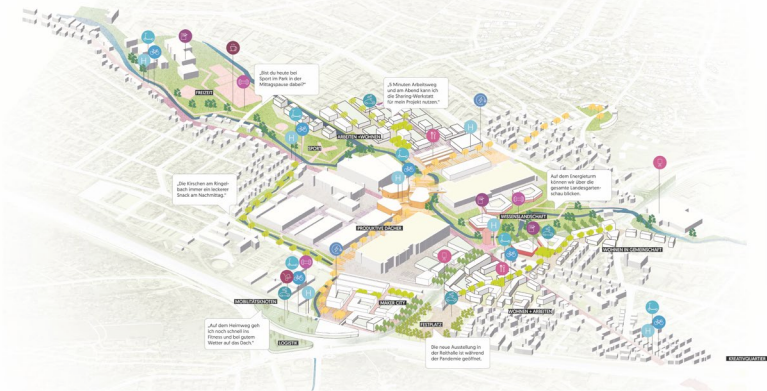 „Bist du heute bei
Sport im Park in der
Mittagspause dabei?“
„5 Minuten Arbeitsweg
und am Abend kann ich
die Sharing-Werkstatt
für mein Projekt nutzen.“
FREIZEIT
ARBEITEN + WOHNEN
SPORT
„Die Kirschen am Ringel-
bach immer ein leckerer
Snack am Nachmittag.“
Auf dem Energieturm
können wir über die
gesamte Landesgarten-
schau blicken.
WISSENSLANDSCHAFT
PRODUKTIVE DÄCHER
WOHNEN IN GEMEINSCHAFT
MOBILITÄTSKNOTEN
MAKER CITY
WOHNEN + ARBEITEN
„Auf dem Heimweg geh
ich noch schnell ins
Fitness und bei gutem
Wetter auf das Dach.“
FESTPLATZ
LOGISTIK
Die neue Ausstellung in
der Reithalle ist während
der Pandemie geöffnet.
KREATIVQUARTIER
H
H
H
H
H
H
H